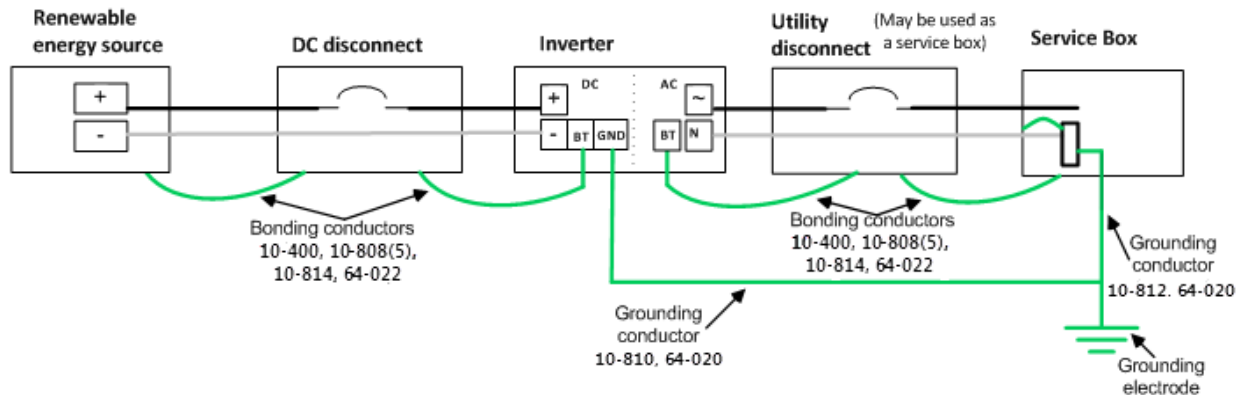 Renewable
energy source
DC disconnect
Inverter
Utility
disconnect
(May be used as
a service box)
Service Box
+
-
+
DC
AC
~
-
BT
GND
BT
N
Bonding conductors
10-400, 10-808(5),
10-814, 64-022
Bonding conductors
10-400, 10-808(5),
10-814, 64-022
Grounding
conductor
10-812. 64-020
Grounding
conductor
10-810, 64-020
Grounding
electrode